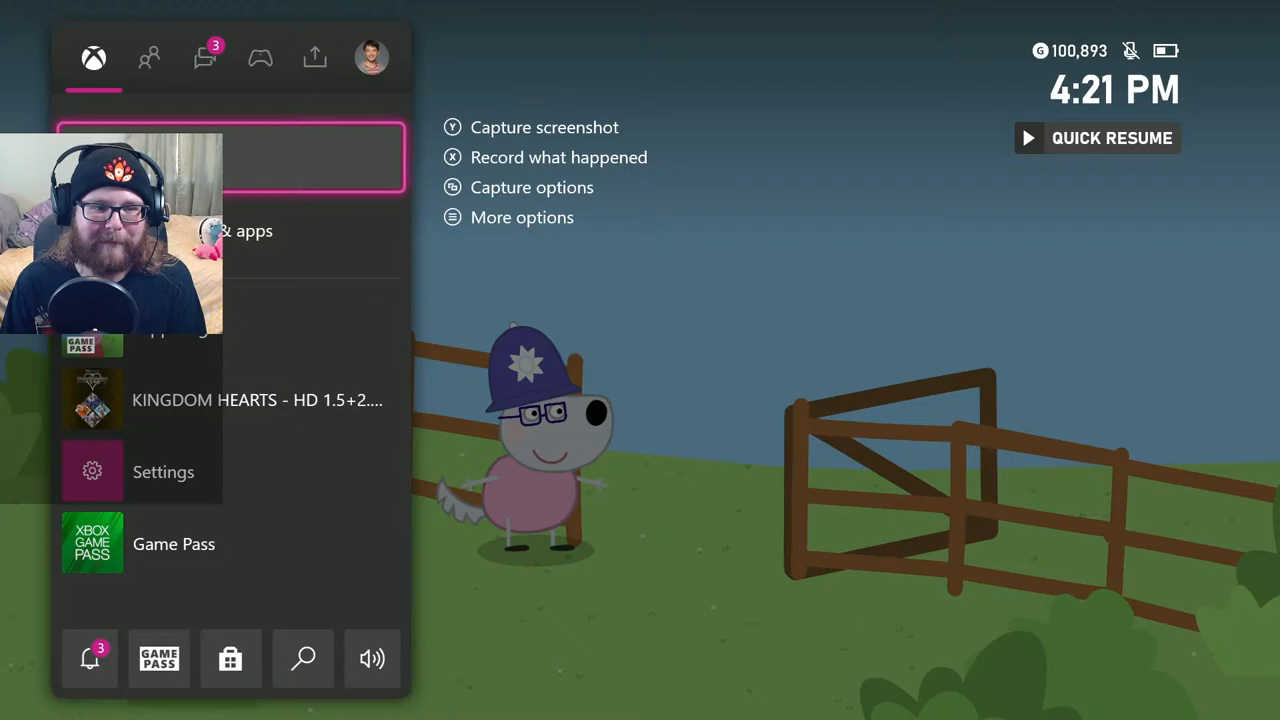 3
G 100,893
4:21 PM
QUICK RESUME
Capture screenshot
Record what happened
Capture options
More options
Y
X
& apps
GAME
PASS
KINGDOM HEARTS - HD 1.5+2....
Settings
XBOX
GAME
PASS
Game Pass
3
GAME
PASS